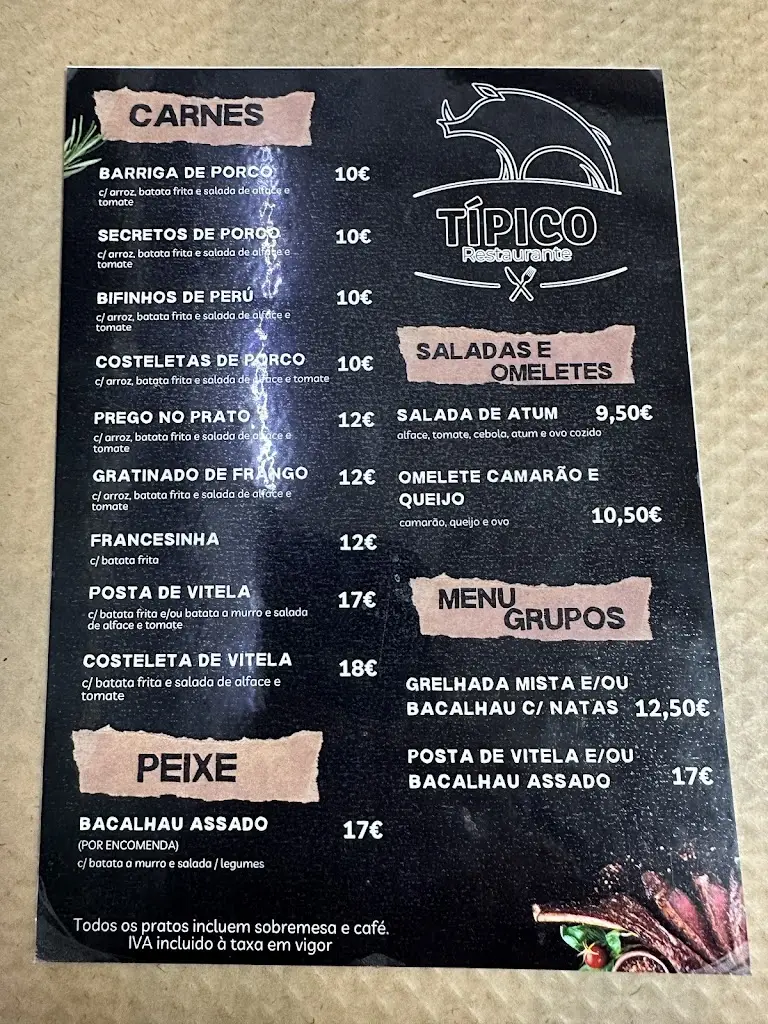 CARNES
BARRIGA DE PORCO 10€
c/ arroz, batata frita e salada de alface e
tomate
SECRETOS DE PORCO 10€
c/ arroz, batata frita e salada de alface e
tomate
BIFINHOS DE PERÚ 10€
c/ arroz, batata frita e salada de alface e
tomate
COSTELETAS DE PORCO 10€
c/ arroz, batata frita e salada de alface e tomate
PREGO NO PRATO 12€
c/ arroz, batata frita e salada de alface e
tomate
GRATINADO DE FRANGO 12€
c/ arroz, batata frita e salada de alface e
tomate
FRANCESINHA 12€
c/ batata frita
POSTA DE VITELA 17€
c/ batata frita e/ou batata a murro e salada
de alface e tomate
COSTELETA DE VITELA 18€
c/ batata frita e salada de alface e
tomate
PEIXE
BACALHAU ASSADO 17€
(POR ENCOMENDA)
c/ batata a murro e salada / legumes
Todos os pratos incluem sobremesa e café.
IVA incluido à taxa em vigor
TÍPICO
Restaurante
SALADAS E
OMELETES
SALADA DE ATUM 9,50€
alface, tomate, cebola, atum e ovo cozido
OMELETE CAMARÃO E
QUEIJO
camarão, queijo e ovo 10,50€
MENU
GRUPOS
GRELHADA MISTA E/OU
BACALHAU C/ NATAS 12,50€
POSTA DE VITELA E/OU
BACALHAU ASSADO 17€